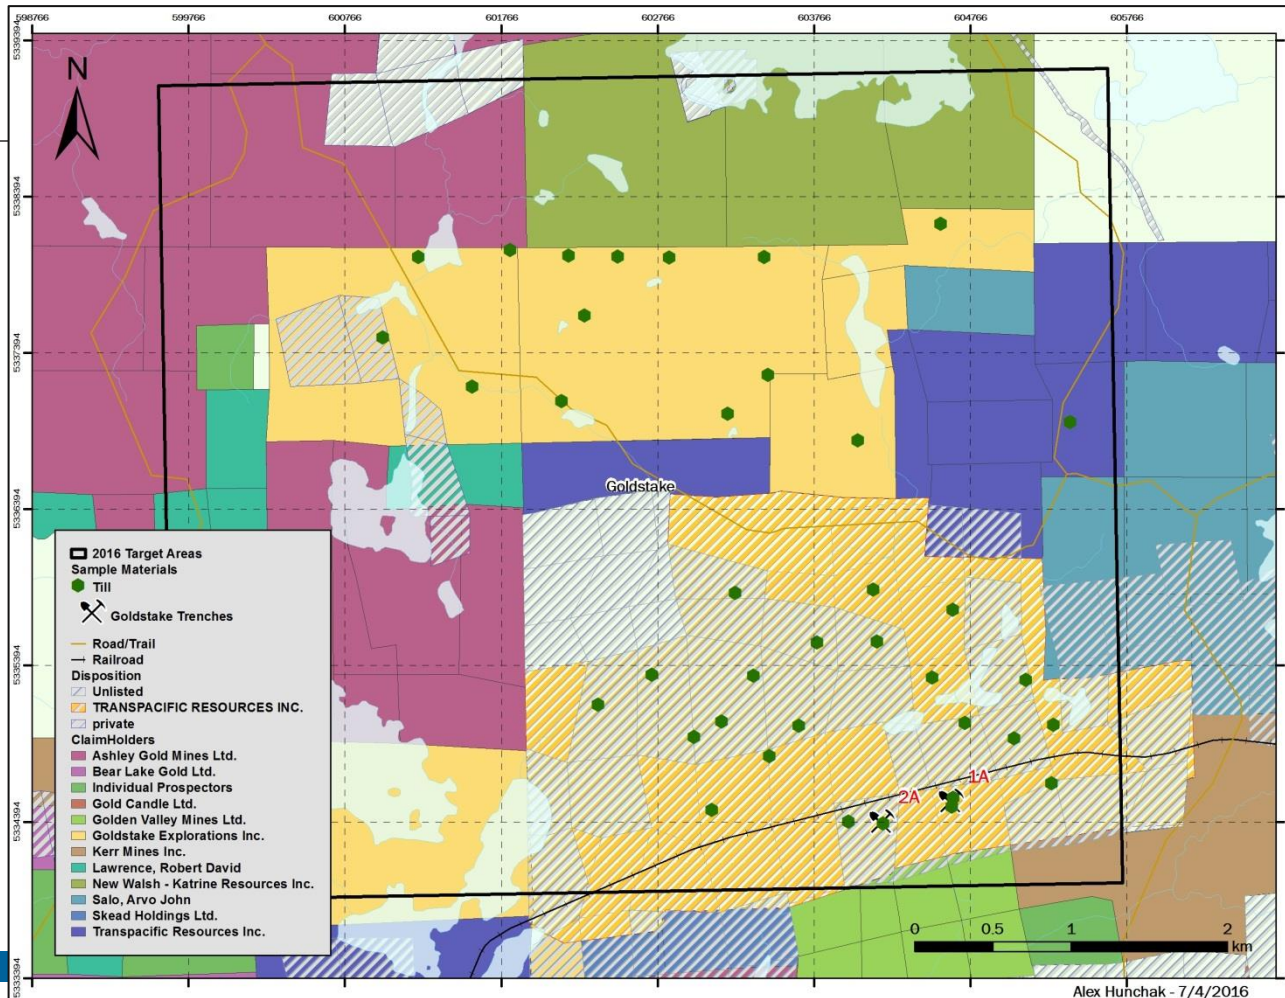 598766 599766 600766 601766 602766 603766 604766 605766
5339394
5338394
5337394
5336394
5335394
5334394
5333394
N
Goldstake
1A
2A
2016 Target Areas
Sample Materials
Till
Goldstake Trenches
Road/Trail
Railroad
Disposition
Unlisted
TRANSPACIFIC RESOURCES INC.
private
ClaimHolders
Ashley Gold Mines Ltd.
Bear Lake Gold Ltd.
Individual Prospectors
Gold Candle Ltd.
Golden Valley Mines Ltd.
Goldstake Explorations Inc.
Kerr Mines Inc.
Lawrence, Robert David
New Walsh - Katrine Resources Inc.
Salo, Arvo John
Skead Holdings Ltd.
Transpacific Resources Inc.
0 0.5 1 2
km
Alex Hunchak - 7/4/2016